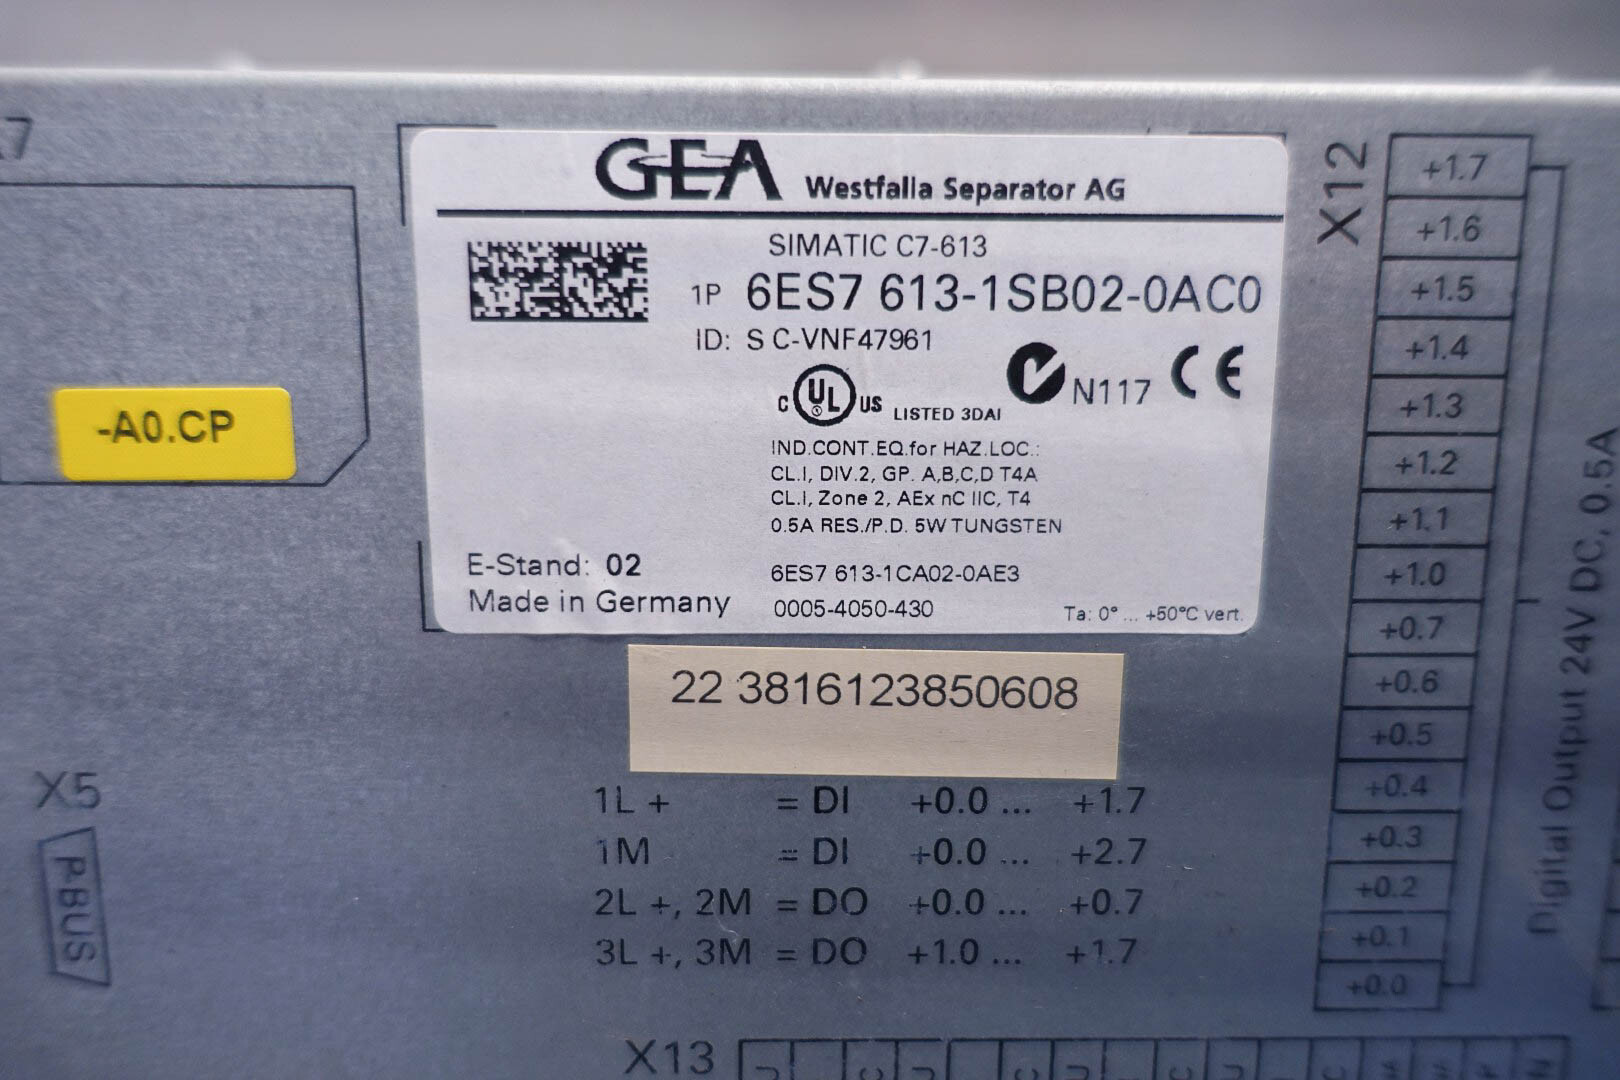 GEA Westfalia Separator AG
SIMATIC C7-613
1P 6ES7 613-1SB02-0AC0
ID: S C-VNF47961
C UL US LISTED 3DAI
N117 CE
IND.CONT.EQ.for HAZ.LOC.:
CL.I, DIV.2, GP. A,B,C,D T4A
CL.I, Zone 2, AEx nC IIC, T4
0.5A RES./P.D. 5W TUNGSTEN
E-Stand: 02
Made in Germany
6ES7 613-1CA02-0AE3
0005-4050-430
Ta: 0° ... +50°C vert.
-A0.CP
22 3816123850608
X5
P-BUS
1L + = DI +0.0 ... +1.7
1M = DI +0.0 ... +2.7
2L +, 2M = DO +0.0 ... +0.7
3L +, 3M = DO +1.0 ... +1.7
X12
+1.7
+1.6
+1.5
+1.4
+1.3
+1.2
+1.1
+1.0
+0.7
+0.6
+0.5
+0.4
+0.3
+0.2
+0.1
+0.0
Digital Output 24V DC, 0.5A
X13